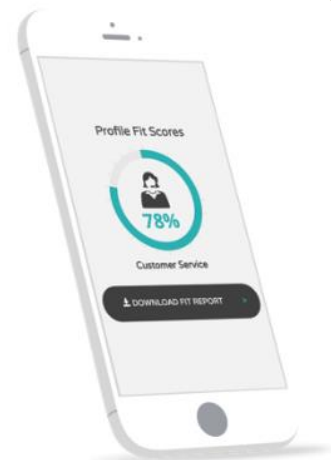 Profile Fit Scores
78%
Customer Service
DOWNLOAD FIT REPORT >